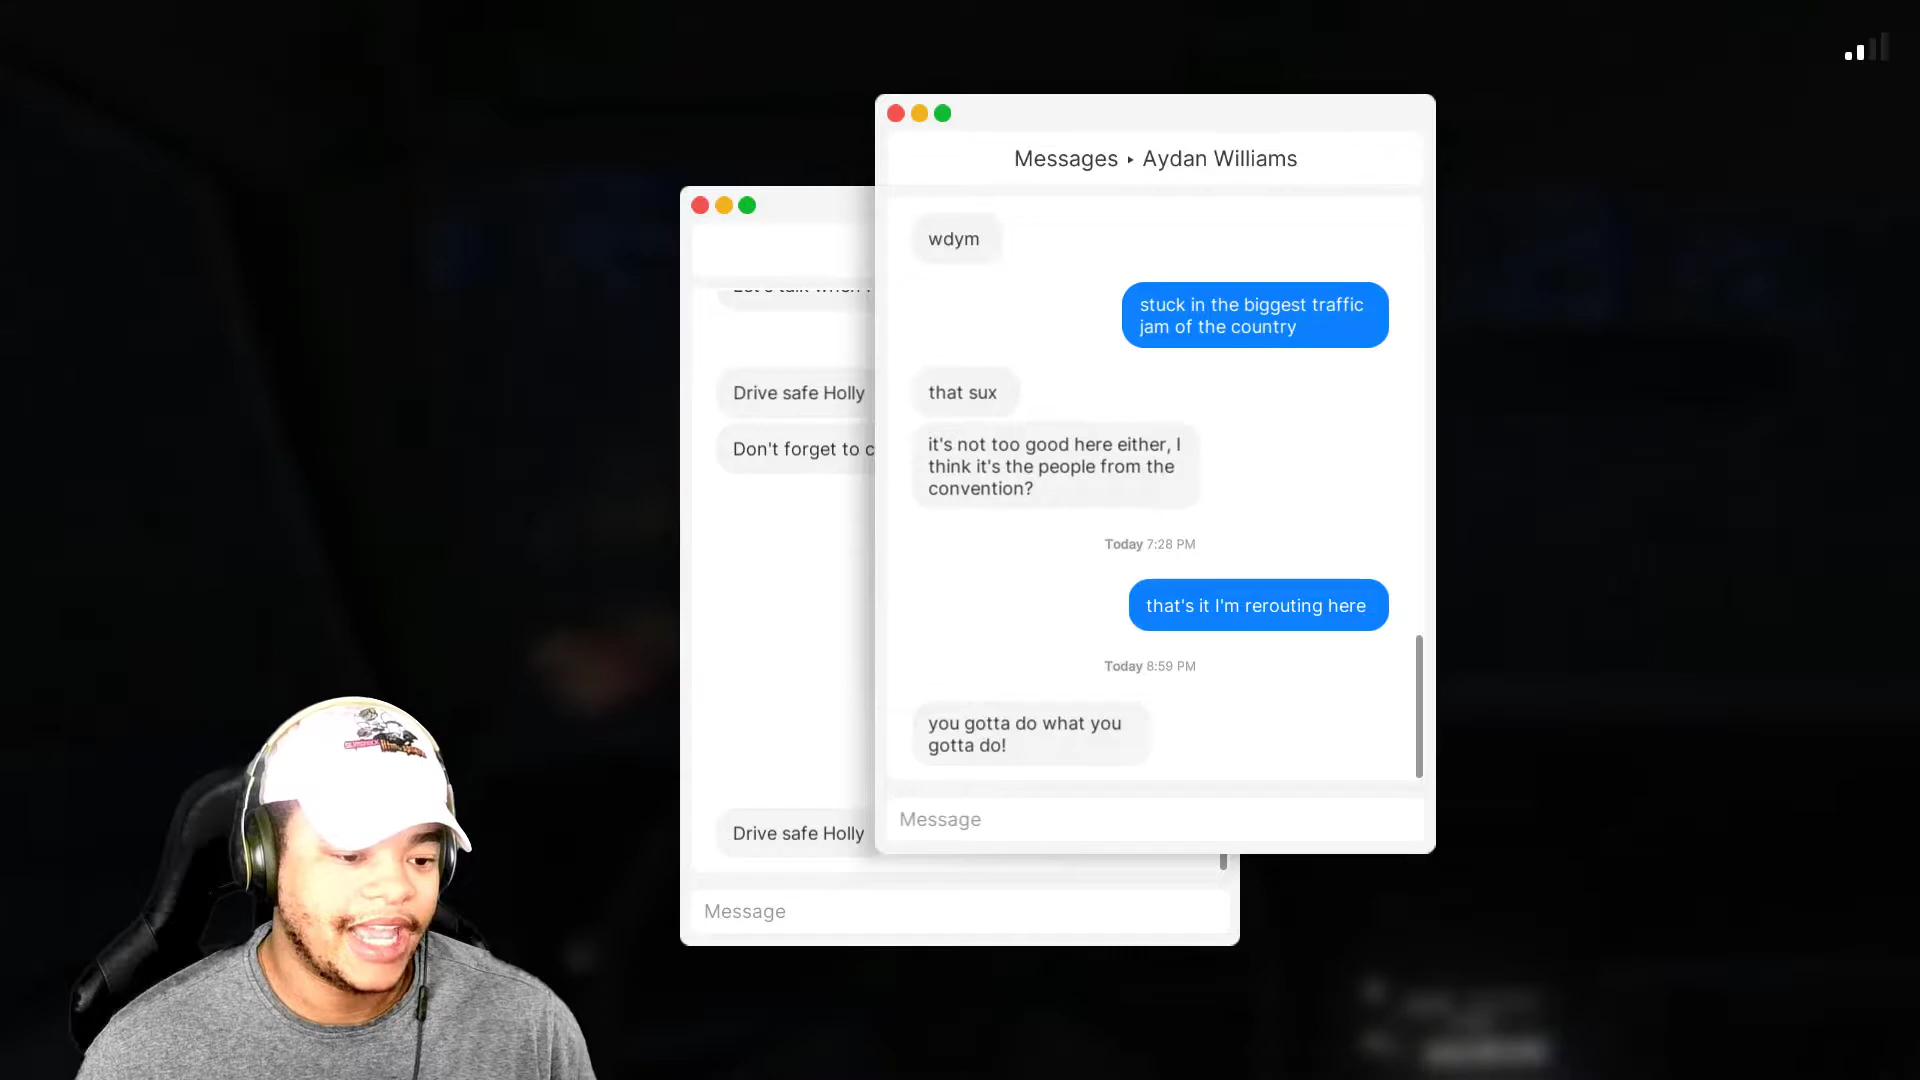 Messages ▸ Aydan Williams
wdym
stuck in the biggest traffic
jam of the country
that sux
it's not too good here either, I
think it's the people from the
convention?
Today 7:28 PM
that's it I'm rerouting here
Today 8:59 PM
you gotta do what you
gotta do!
Message
Drive safe Holly
Don't forget to
Drive safe Holly
Message